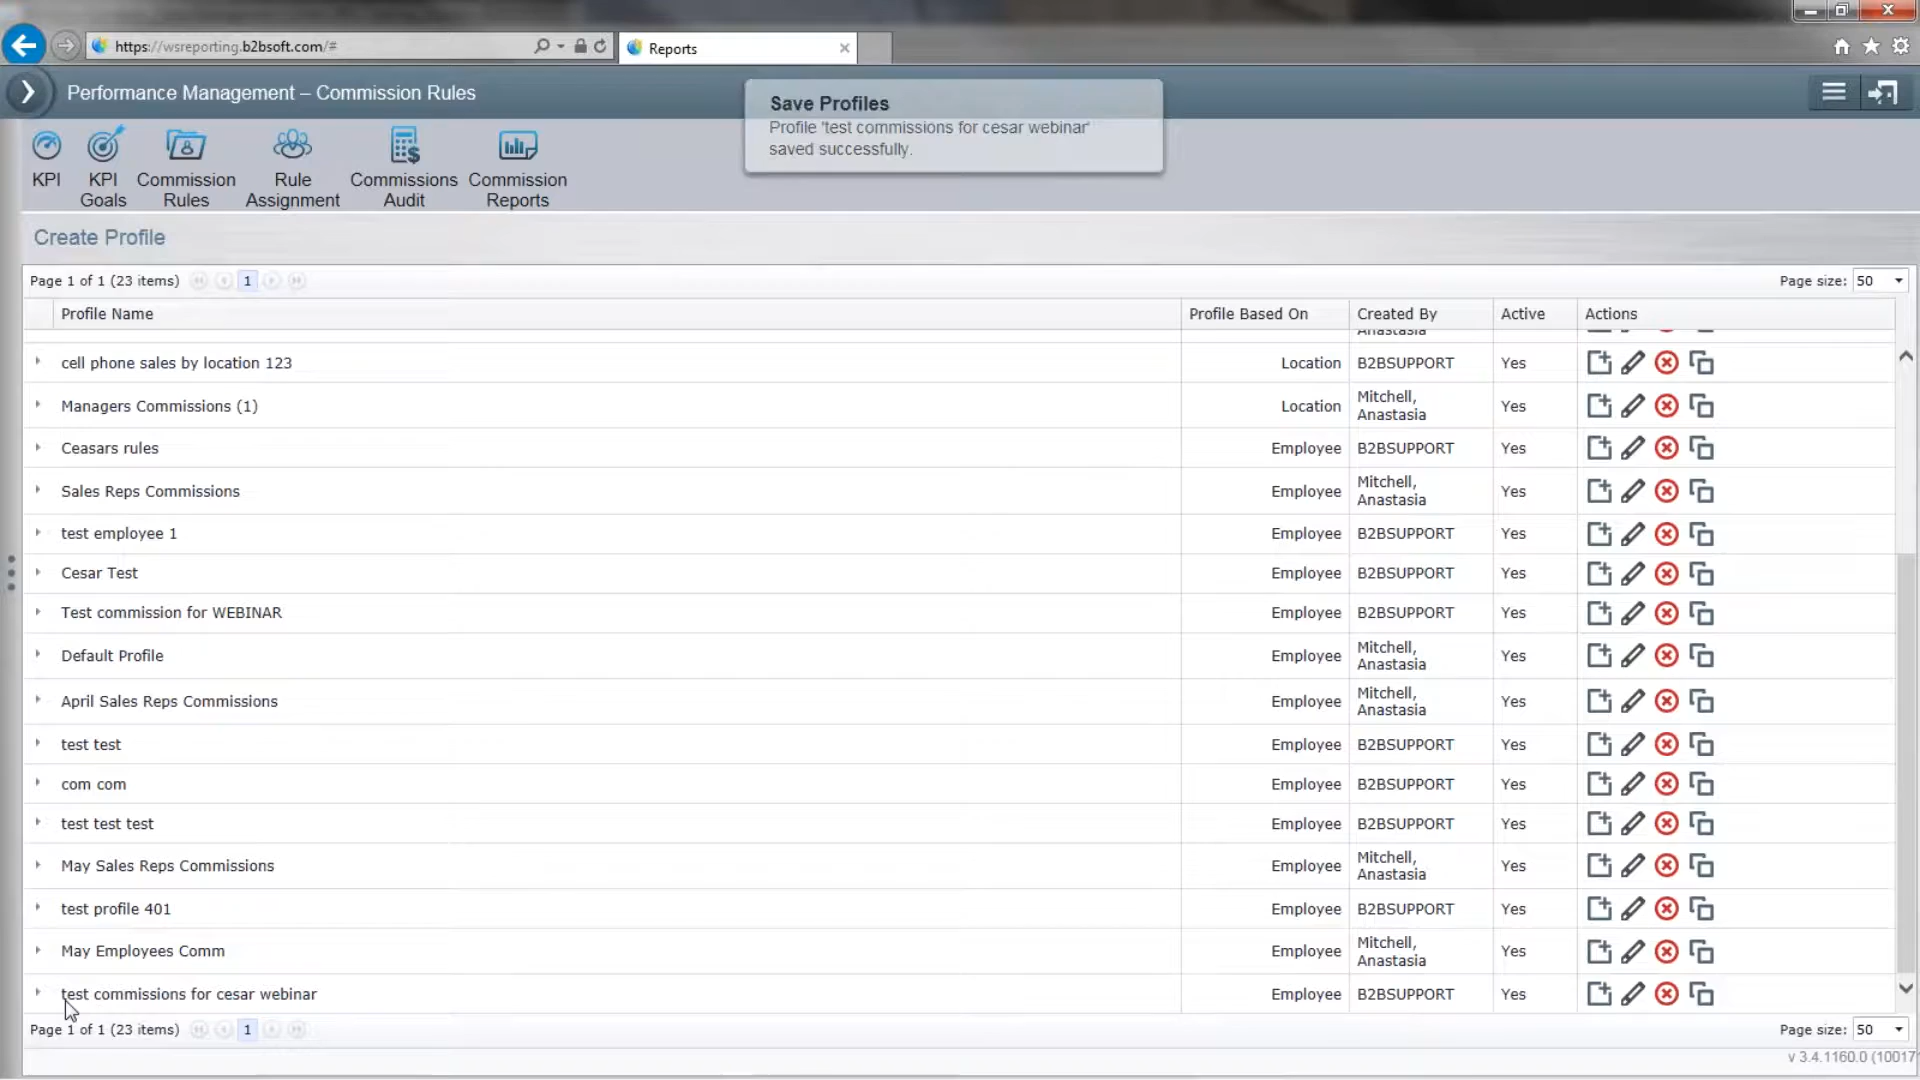 https://wsreporting.b2bsoft.com/#
Reports
Performance Management – Commission Rules
Save Profiles
Profile 'test commissions for cesar webinar'
saved successfully.
KPI
KPI
Goals
Commission
Rules
Rule
Assignment
Commissions
Audit
Commission
Reports
Create Profile
Page 1 of 1 (23 items) 1
Page size: 50
Profile Name Profile Based On Created By Active Actions
Anastasia
cell phone sales by location 123 Location B2BSUPPORT Yes
Managers Commissions (1) Location Mitchell, Anastasia Yes
Ceasars rules Employee B2BSUPPORT Yes
Sales Reps Commissions Employee Mitchell, Anastasia Yes
test employee 1 Employee B2BSUPPORT Yes
Cesar Test Employee B2BSUPPORT Yes
Test commission for WEBINAR Employee B2BSUPPORT Yes
Default Profile Employee Mitchell, Anastasia Yes
April Sales Reps Commissions Employee Mitchell, Anastasia Yes
test test Employee B2BSUPPORT Yes
com com Employee B2BSUPPORT Yes
test test test Employee B2BSUPPORT Yes
May Sales Reps Commissions Employee Mitchell, Anastasia Yes
test profile 401 Employee B2BSUPPORT Yes
May Employees Comm Employee Mitchell, Anastasia Yes
test commissions for cesar webinar Employee B2BSUPPORT Yes
Page 1 of 1 (23 items) 1
Page size: 50
v 3.4.1160.0 (10017